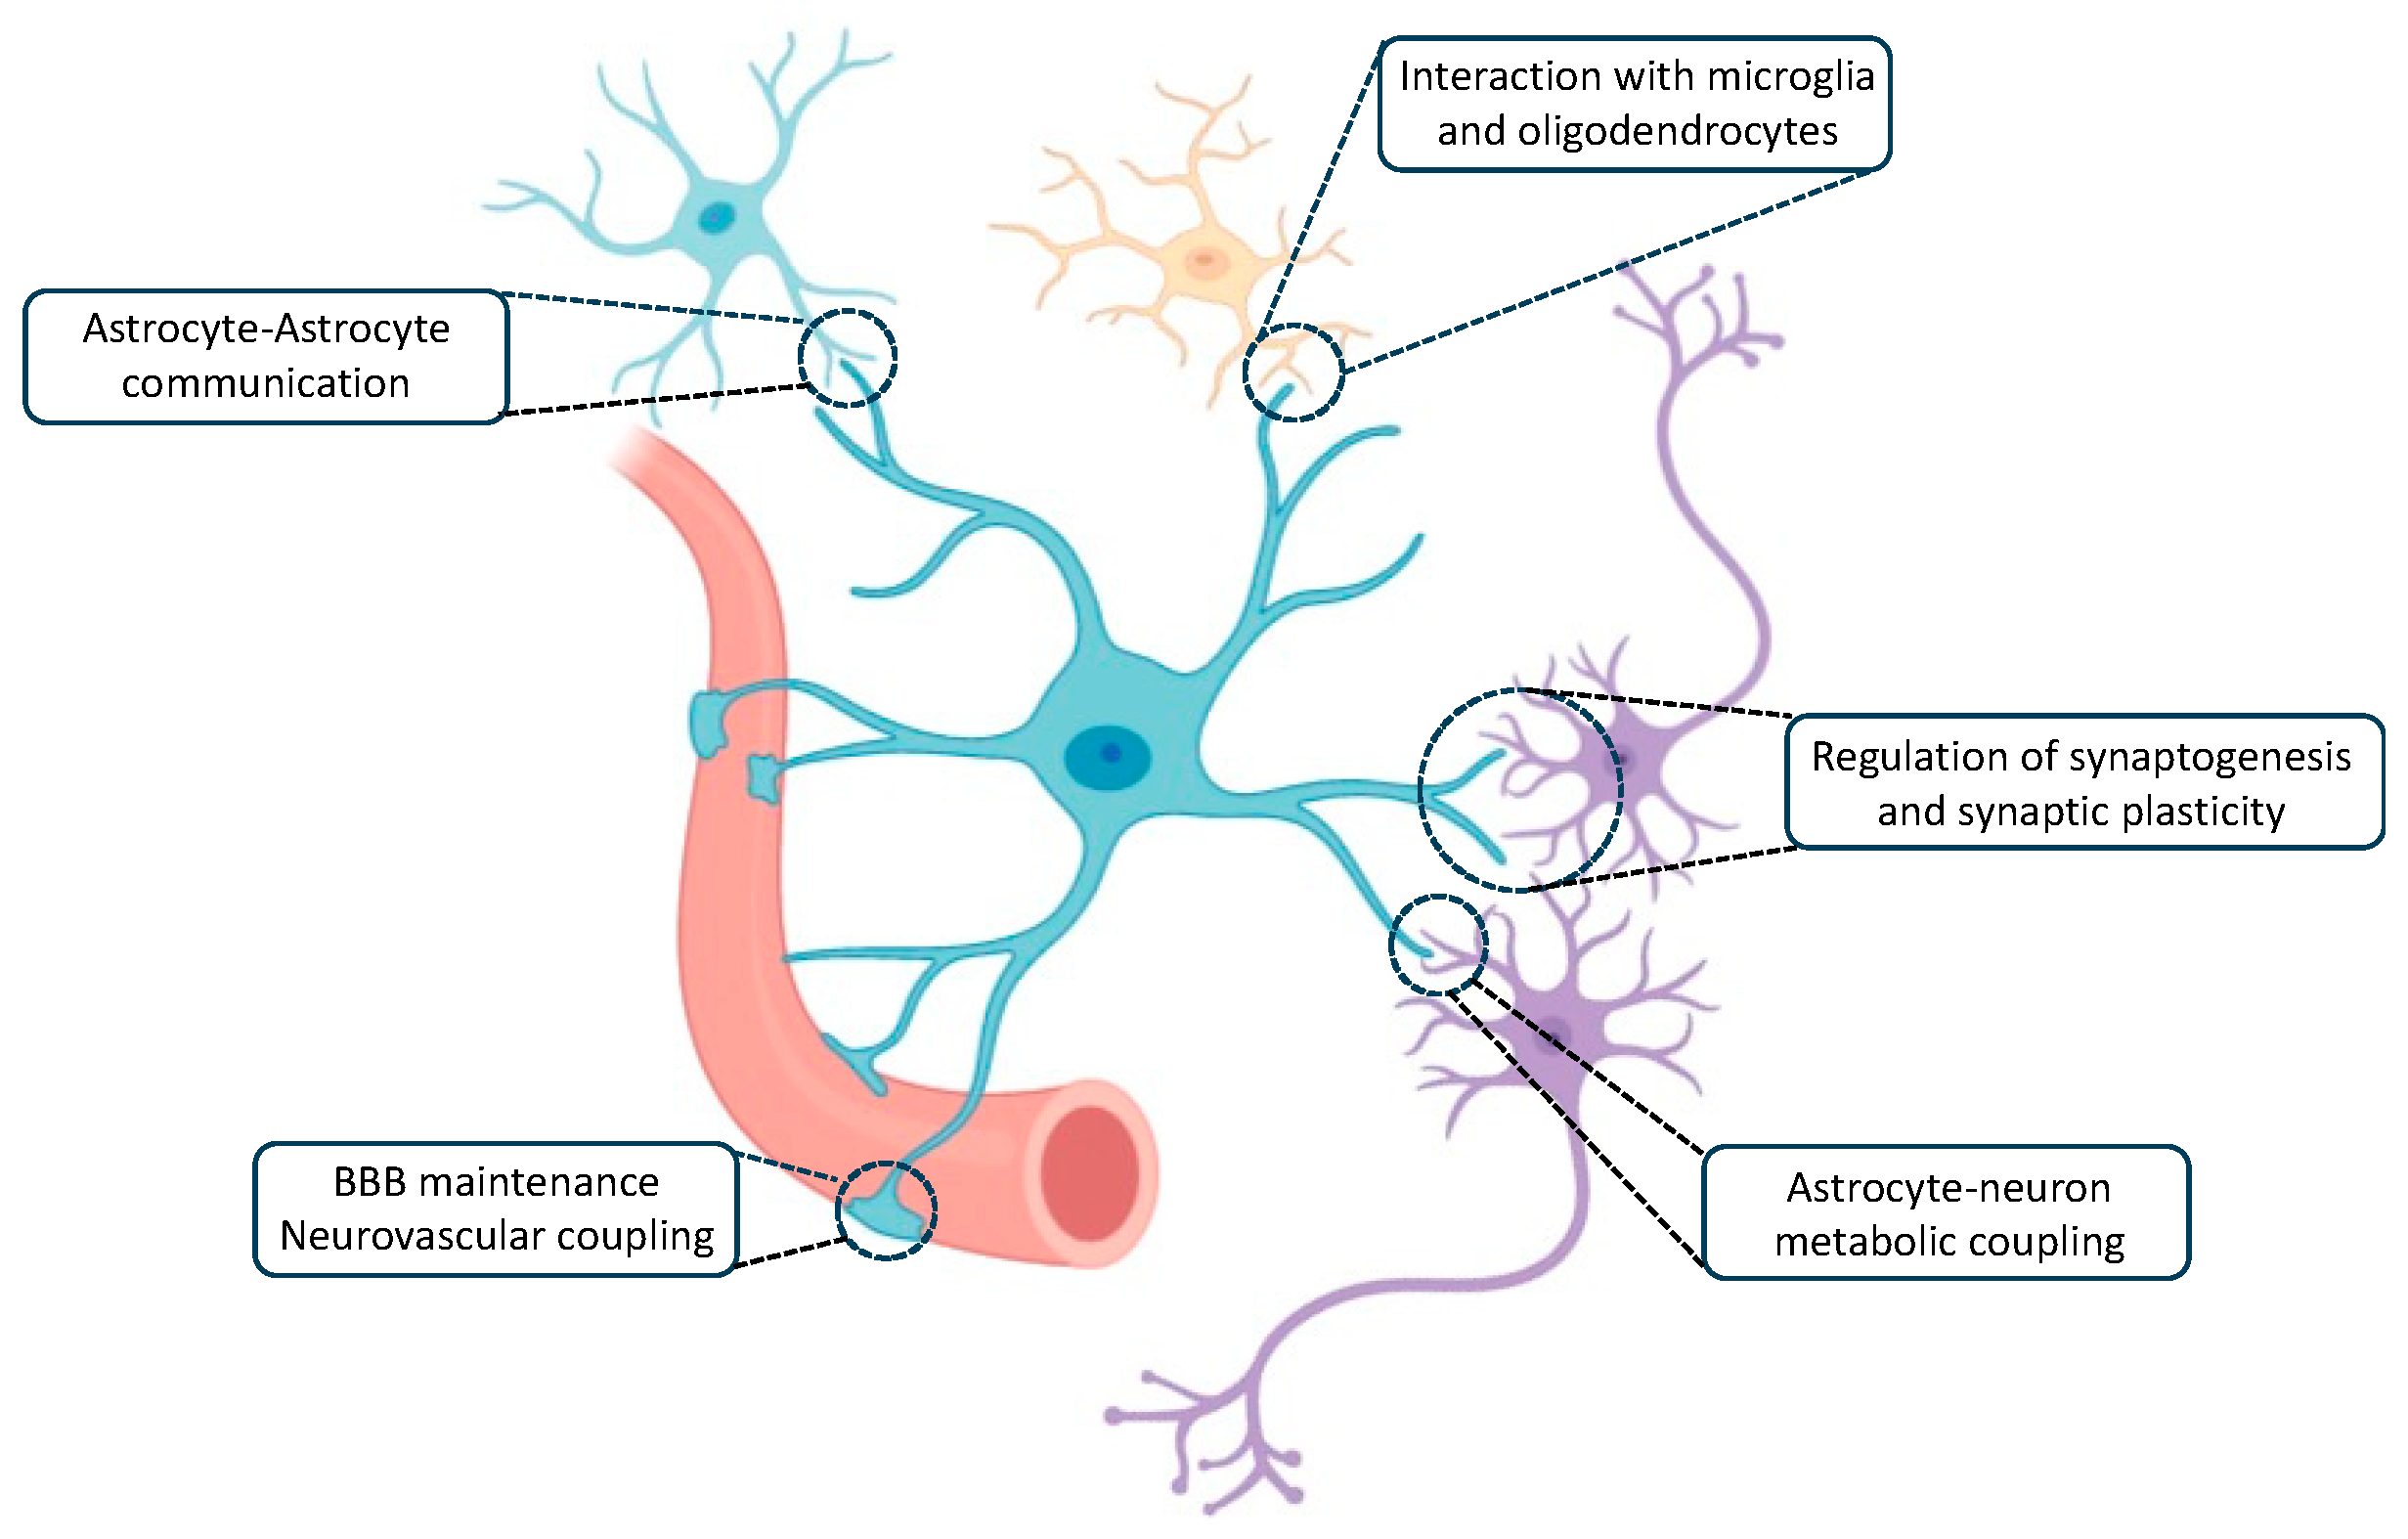 Interaction with microglia
and oligodendrocytes
Astrocyte-Astrocyte
communication
Regulation of synaptogenesis
and synaptic plasticity
BBB maintenance
Neurovascular coupling
Astrocyte-neuron
metabolic coupling